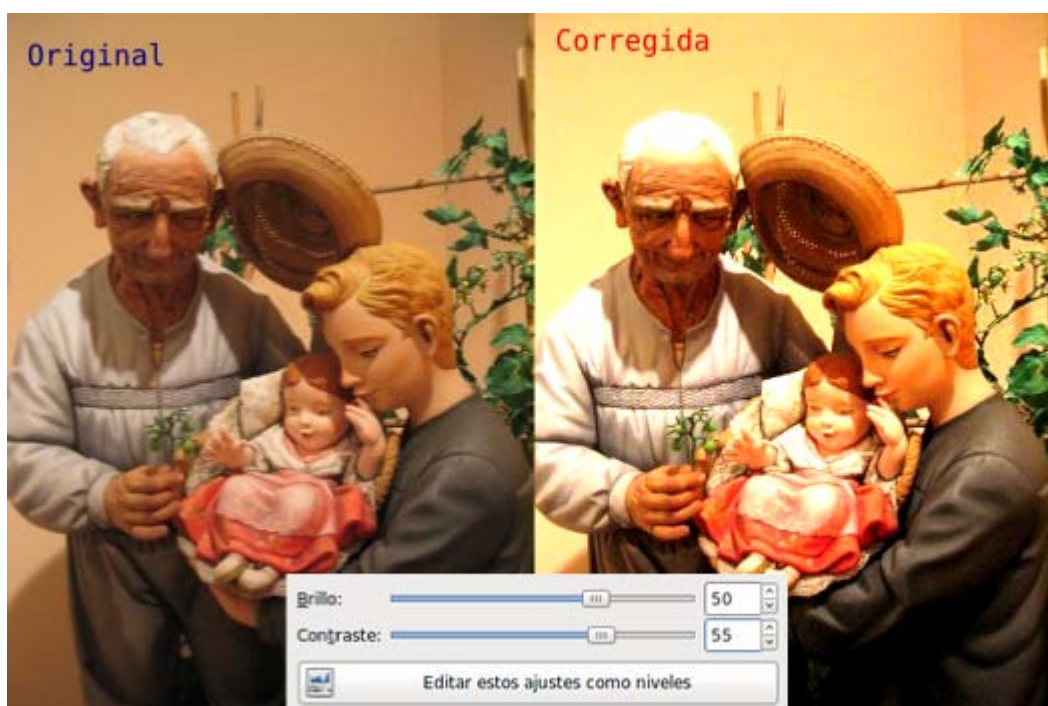 Original
Corregida
Brillo: 50
Contraste: 55
Editar estos ajustes como niveles